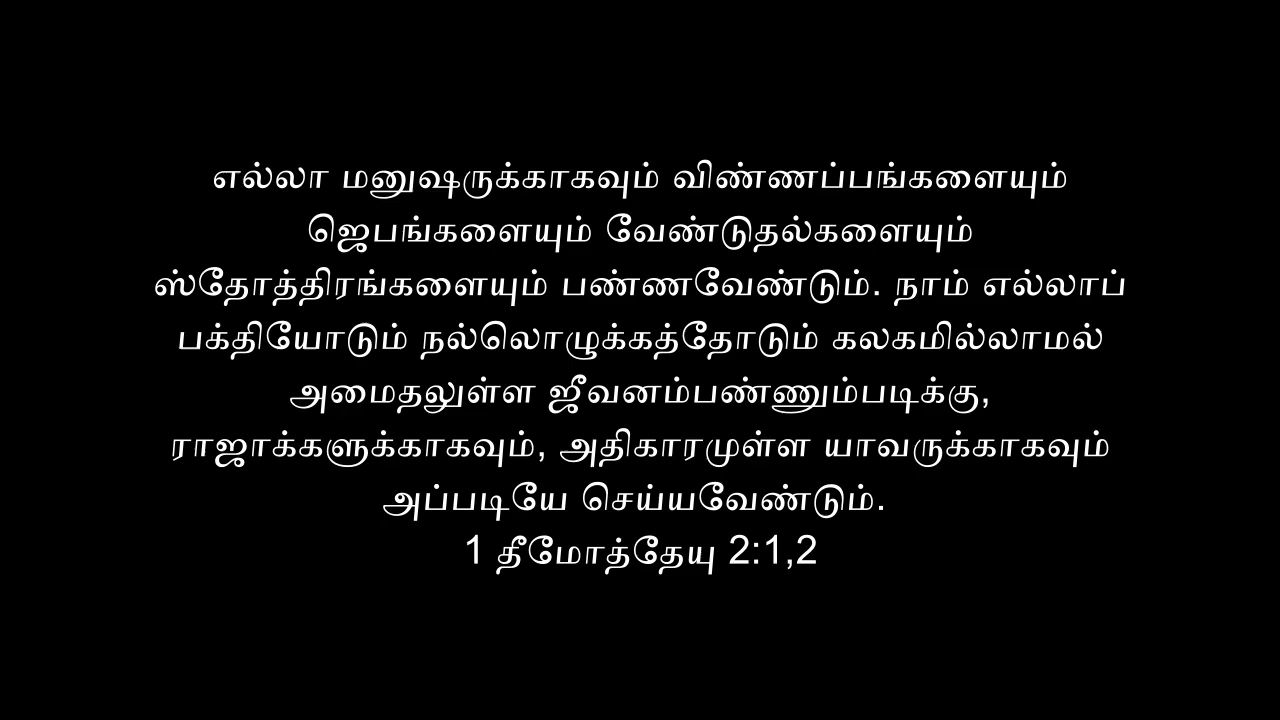 எல்லா மனுஷருக்காகவும் விண்ணப்பங்களையும்
ஜெபங்களையும் வேண்டுதல்களையும்
ஸ்தோத்திரங்களையும் பண்ணவேண்டும். நாம் எல்லாப்
பக்தியோடும் நல்லொழுக்கத்தோடும் கலகமில்லாமல்
அமைதலுள்ள ஜீவனம்பண்ணும்படிக்கு,
ராஜாக்களுக்காகவும், அதிகாரமுள்ள யாவருக்காகவும்
அப்படியே செய்யவேண்டும்.
1 தீமோத்தேயு 2:1,2